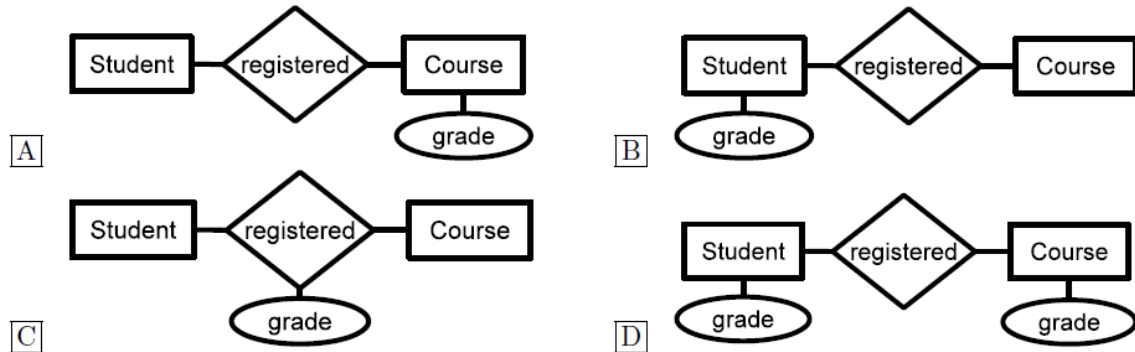 Student registered Course
grade
A
Student registered Course
grade
B
Student registered Course
grade
C
Student registered Course
grade grade
D